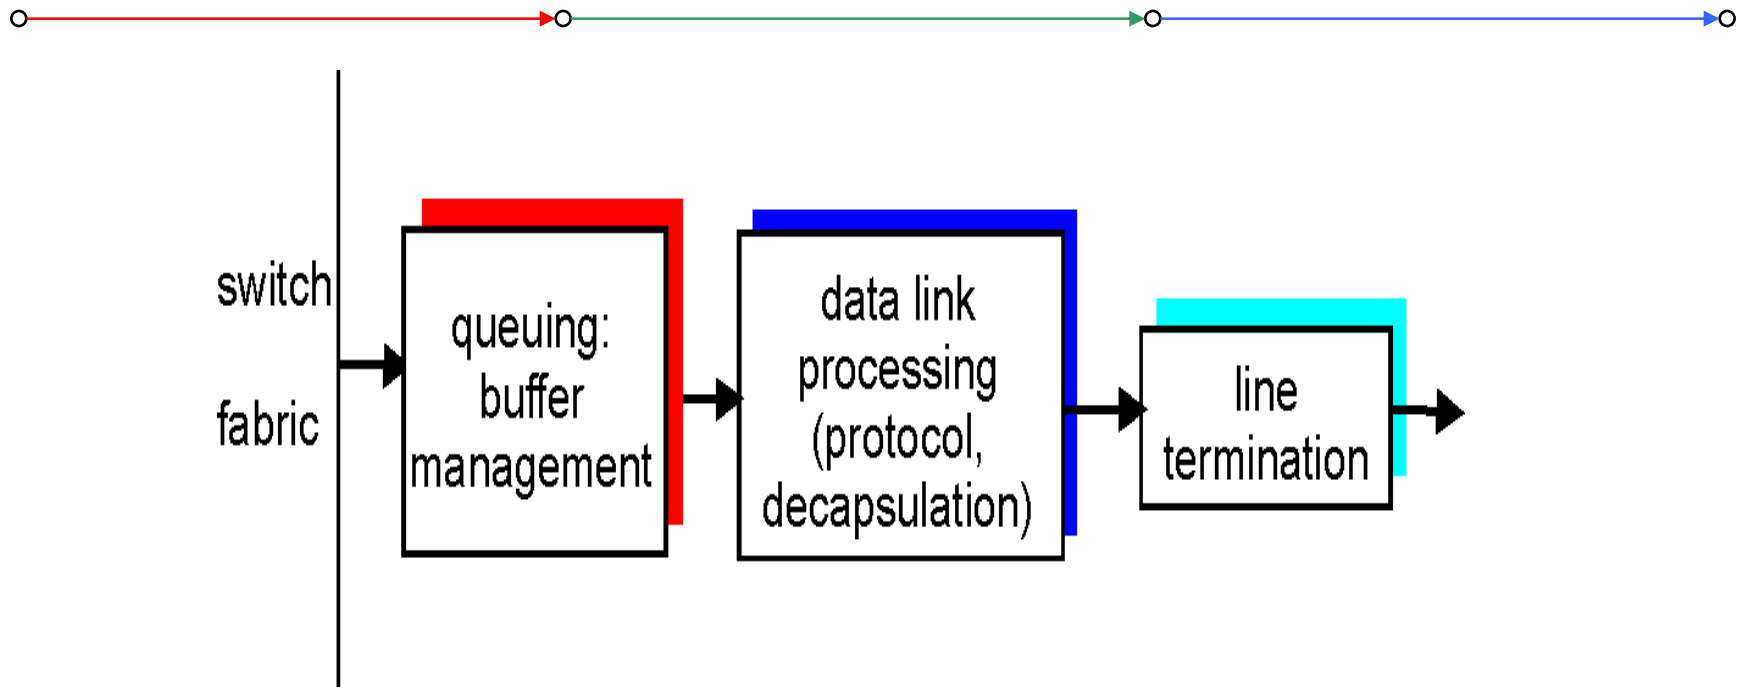 switch
fabric
queuing:
buffer
management
data link
processing
(protocol,
decapsulation)
line
termination